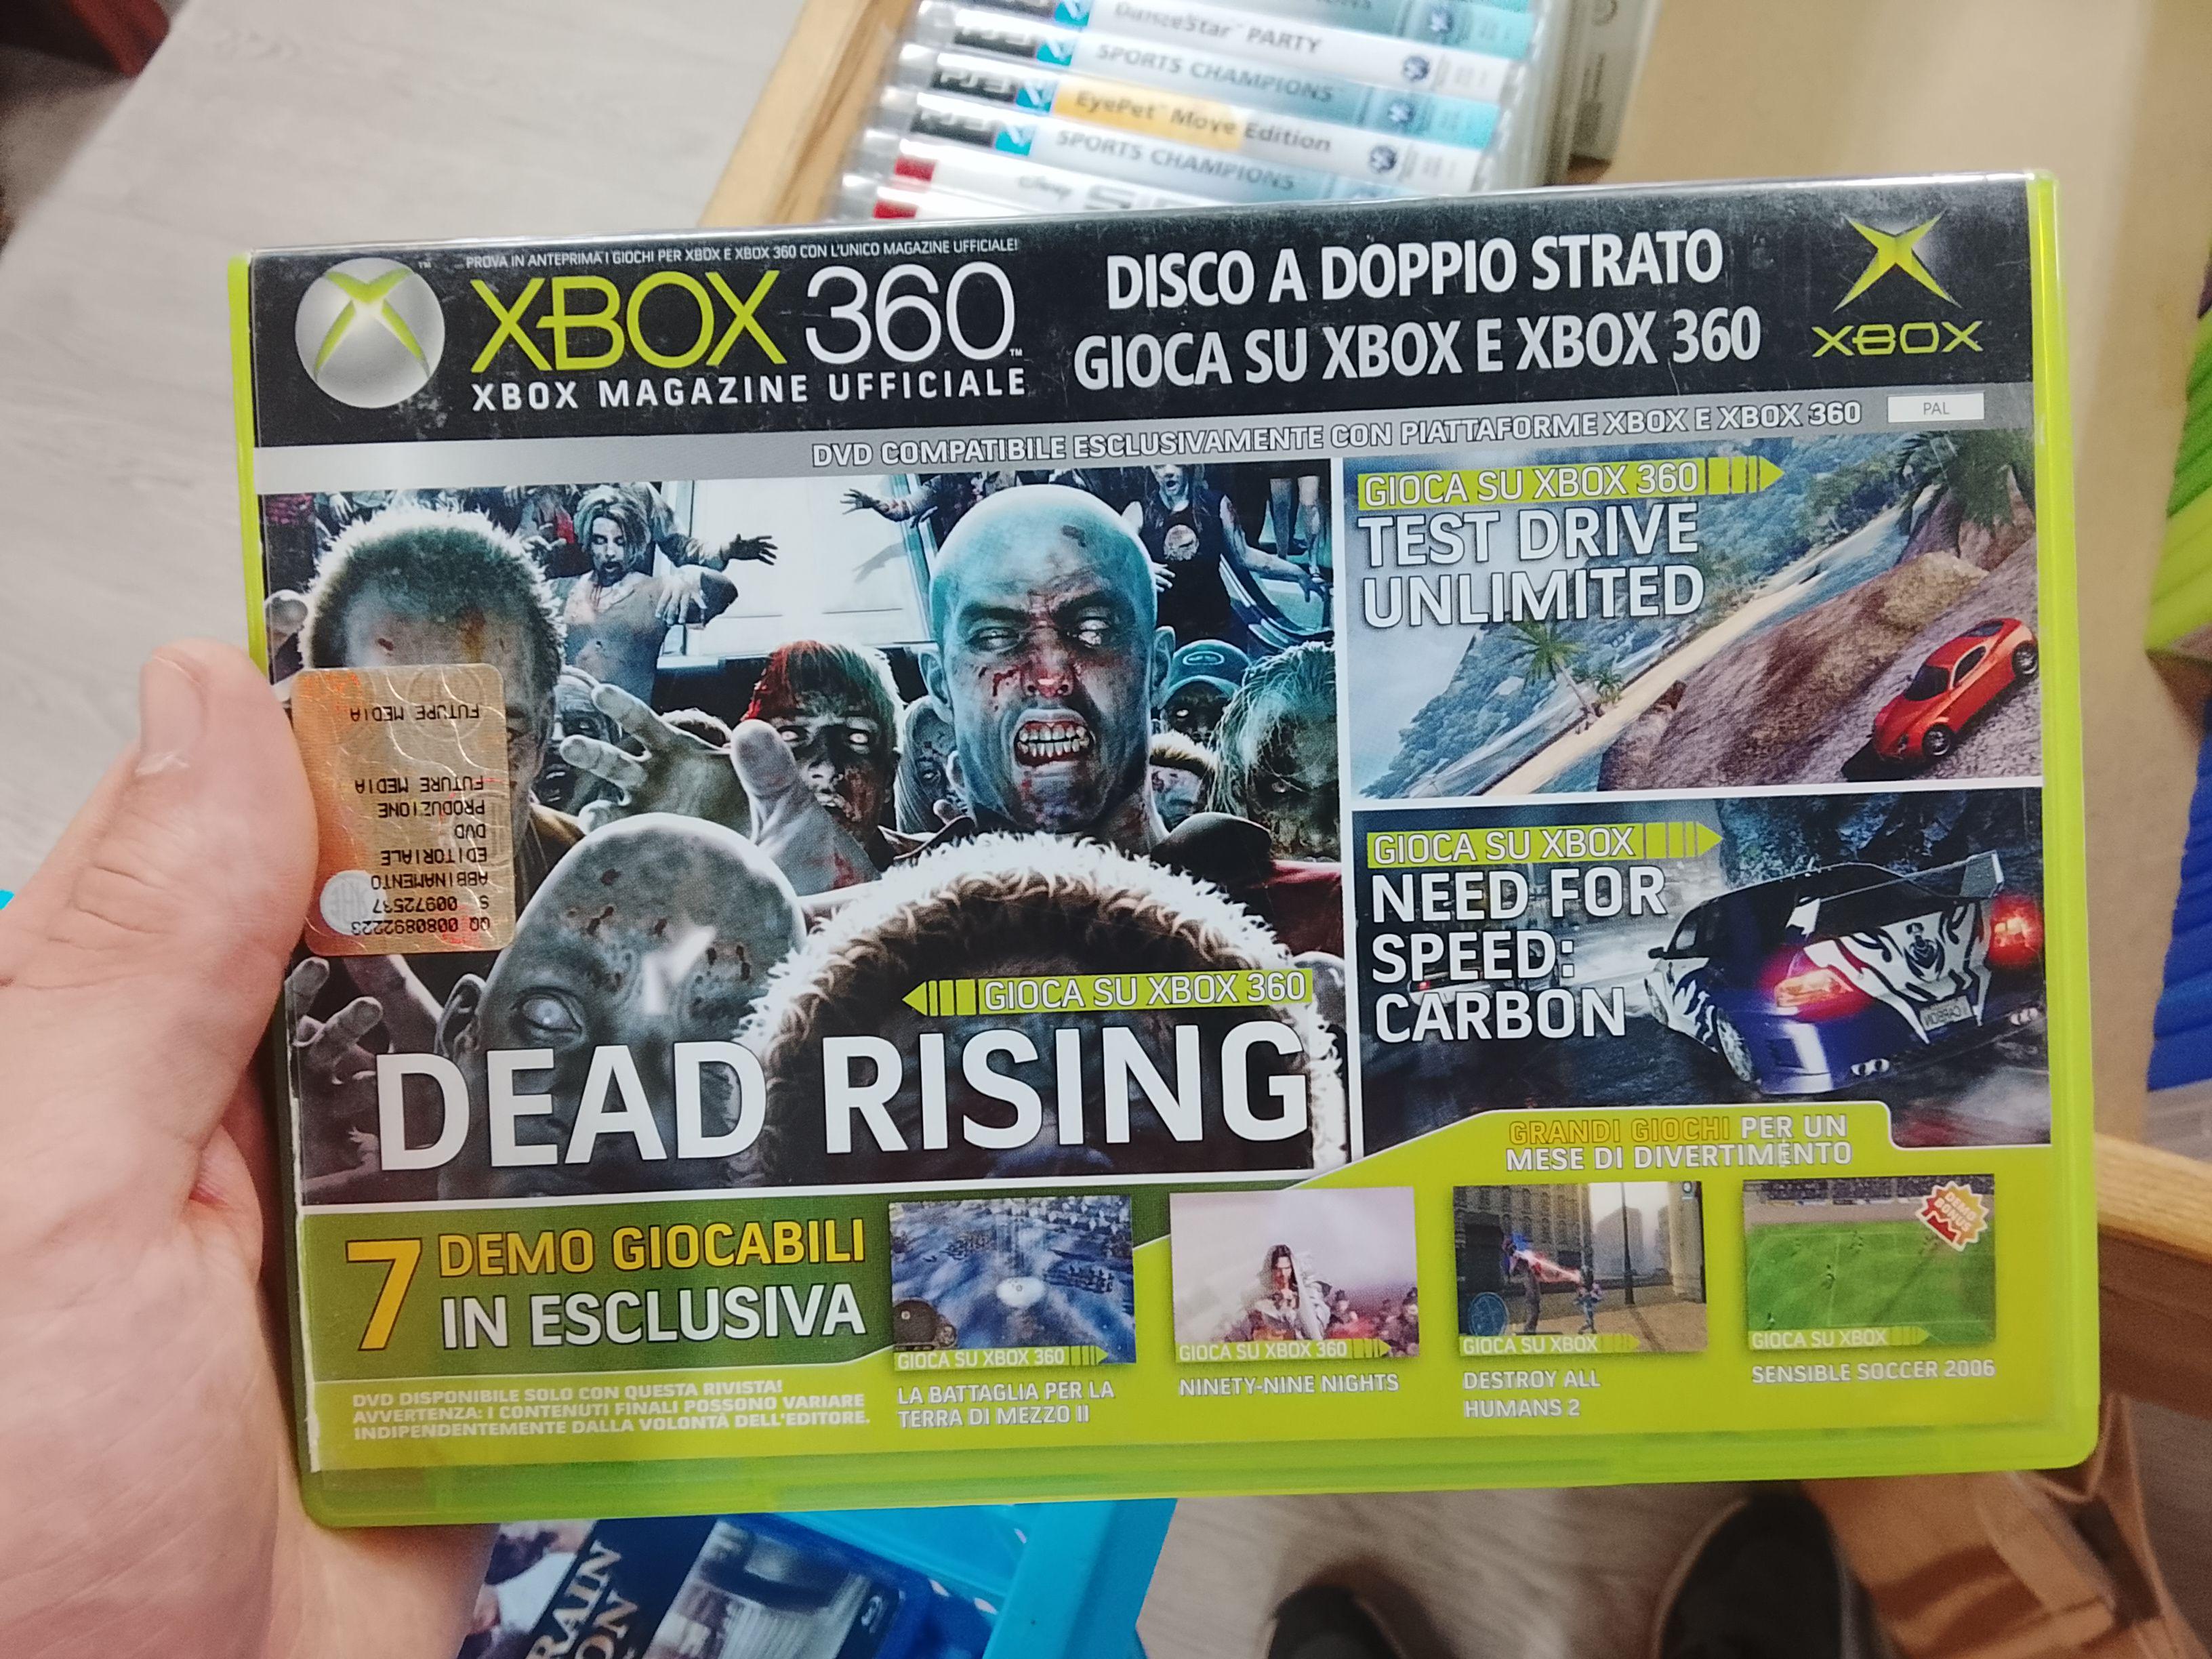 DanceStar PARTY
SPORTS CHAMPIONS
EyePet Move Edition
SPORTS CHAMPIONS
Disney
PROVA IN ANTEPRIMA I GIOCHI PER XBOX E XBOX 360 CON L'UNICO MAGAZINE UFFICIALE!
XBOX 360
XBOX MAGAZINE UFFICIALE
DISCO A DOPPIO STRATO
GIOCA SU XBOX E XBOX 360
XBOX
DVD COMPATIBILE ESCLUSIVAMENTE CON PIATTAFORME XBOX E XBOX 360
PAL
GIOCA SU XBOX 360
TEST DRIVE
UNLIMITED
GIOCA SU XBOX
NEED FOR
SPEED:
CARBON
QQ 0080892223
S 00972537
ABBINAMENTO
EDITORIALE
DVD
PRODUZIONE
FUTURE MEDIA
FUTURE MEDIA
GIOCA SU XBOX 360
DEAD RISING
GRANDI GIOCHI PER UN
MESE DI DIVERTIMENTO
7 DEMO GIOCABILI
IN ESCLUSIVA
DVD DISPONIBILE SOLO CON QUESTA RIVISTA!
AVVERTENZA: I CONTENUTI FINALI POSSONO VARIARE
INDIPENDENTEMENTE DALLA VOLONTÀ DELL'EDITORE.
GIOCA SU XBOX 360
LA BATTAGLIA PER LA
TERRA DI MEZZO II
GIOCA SU XBOX 360
NINETY-NINE NIGHTS
GIOCA SU XBOX
DESTROY ALL
HUMANS 2
DEMO
BONUS
GIOCA SU XBOX
SENSIBLE SOCCER 2006
RAIN